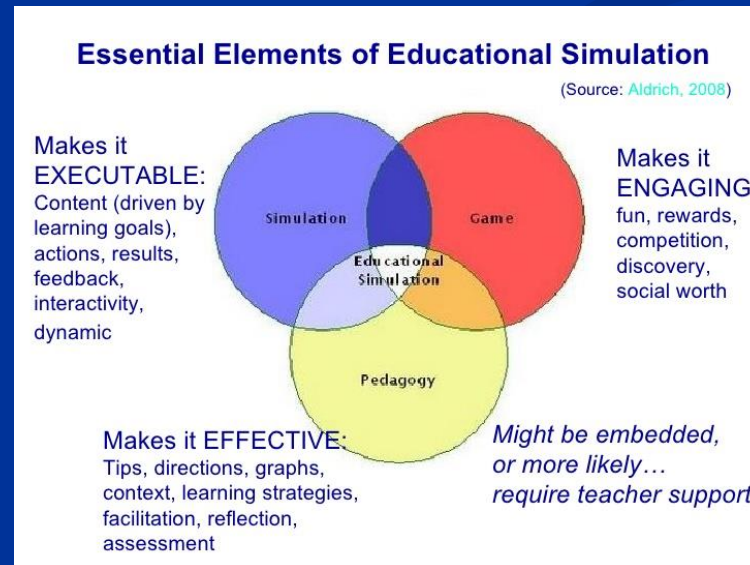 Essential Elements of Educational Simulation
(Source: Aldrich, 2008)
Makes it
EXECUTABLE:
Content (driven by
learning goals),
actions, results,
feedback,
interactivity,
dynamic
Simulation
Game
Educational
Simulation
Pedagogy
Makes it
ENGAGING
fun, rewards,
competition,
discovery,
social worth
Makes it EFFECTIVE:
Tips, directions, graphs,
context, learning strategies,
facilitation, reflection,
assessment
Might be embedded,
or more likely…
require teacher support